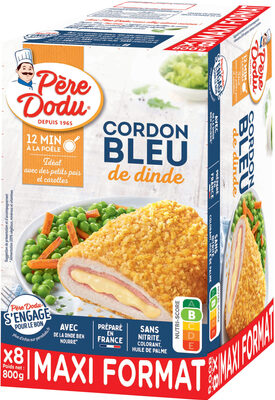 Père
Dodu
DEPUIS 1965
12 MIN
À LA POÊLE
Idéal
avec des petits pois
et carottes
CORDON
BLEU
de dinde
Père Dodu
S'ENGAGE
POUR LE BON
AVEC
DE LA DINDE BIEN
NOURRIE*
PRÉPARÉ
EN FRANCE
SANS
NITRITE,
COLORANT,
HUILE DE PALME
NUTRI-SCORE
A
B
C
D
E
x8
Poids net :
800g
MAXI FORMAT
CORDON
BLEU
de dinde
MAXI FORMAT